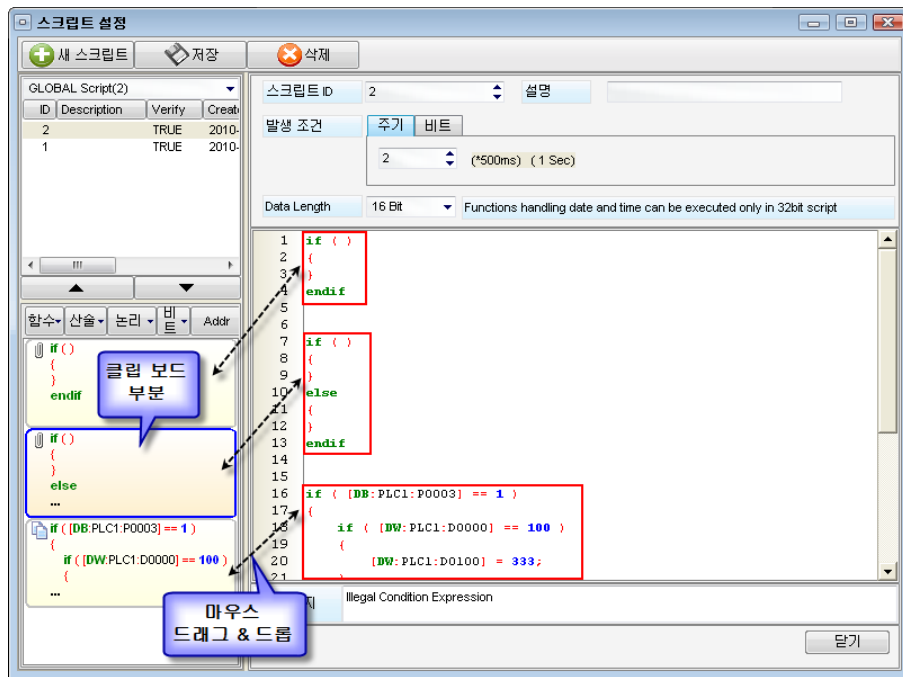 스크립트 설정
새 스크립트 저장 삭제
GLOBAL Script(2)
ID Description Verify Create
2 TRUE 2010-
1 TRUE 2010-
함수 산술 논리 비트 Addr
if ( )
{
}
endif
클립 보드
부분
if ( )
{
}
else
...
if ( [DB:PLC1:P0003] == 1 )
{
if ( [DW:PLC1:D0000] == 100 )
{
...
마우스
드래그 & 드롭
스크립트 ID 2 설명
발생 조건 주기 비트
2 (*500ms) ( 1 Sec)
Data Length 16 Bit Functions handling date and time can be executed only in 32bit script
1 if ( )
2 {
3 }
4 endif
5
6
7 if ( )
8 {
9 }
10 else
11 {
12 }
13 endif
14
15
16 if ( [DB:PLC1:P0003] == 1 )
17 {
18 if ( [DW:PLC1:D0000] == 100 )
19 {
20 [DW:PLC1:D0100] = 333;
21 }
Illegal Condition Expression
닫기